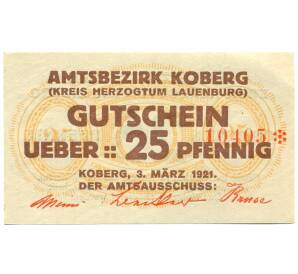 AMTSBEZIRK KOBERG
(KREIS HERZOGTUM LAUENBURG)
GUTSCHEIN
10405
UEBER :: 25 PFENNIG
KOBERG, 3. MÄRZ 1921.
DER AMTSAUSSCHUSS: